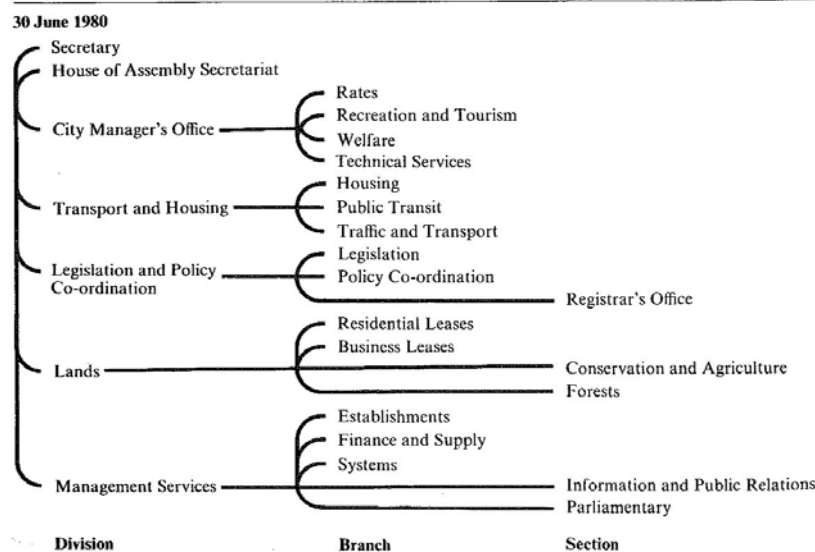 30 June 1980
Secretary
House of Assembly Secretariat
City Manager's Office
Rates
Recreation and Tourism
Welfare
Technical Services
Transport and Housing
Housing
Public Transit
Traffic and Transport
Legislation and Policy
Co-ordination
Legislation
Policy Co-ordination
Registrar's Office
Lands
Residential Leases
Business Leases
Conservation and Agriculture
Forests
Management Services
Establishments
Finance and Supply
Systems
Information and Public Relations
Parliamentary
Division Branch Section